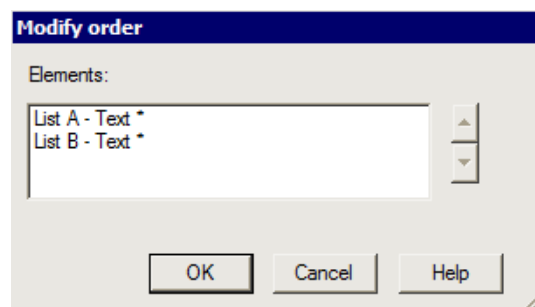 Modify order
Elements:
List A - Text *
List B - Text *
OK Cancel Help